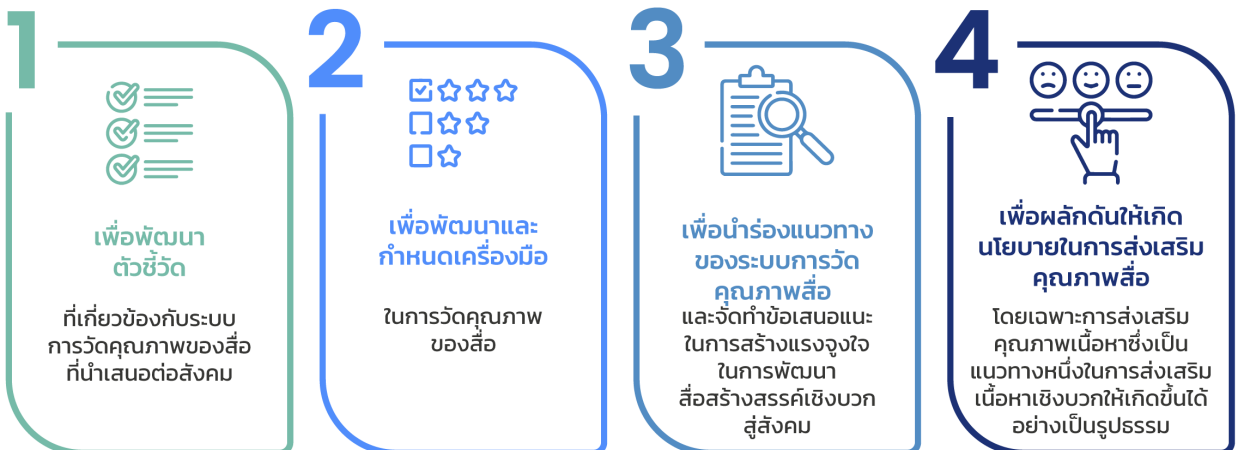 1
เพื่อพัฒนา
ตัวชี้วัด
ที่เกี่ยวข้องกับระบบ
การวัดคุณภาพของสื่อ
ที่นำเสนอต่อสังคม
2
เพื่อพัฒนาและ
กำหนดเครื่องมือ
ในการวัดคุณภาพ
ของสื่อ
3
เพื่อนำร่องแนวทาง
ของระบบการวัด
คุณภาพสื่อ
และจัดทำข้อเสนอแนะ
ในการสร้างแรงจูงใจ
ในการพัฒนา
สื่อสร้างสรรค์เชิงบวก
สู่สังคม
4
เพื่อผลักดันให้เกิด
นโยบายในการส่งเสริม
คุณภาพสื่อ
โดยเฉพาะการส่งเสริม
คุณภาพเนื้อหาซึ่งเป็น
แนวทางหนึ่งในการส่งเสริม
เนื้อหาเชิงบวกให้เกิดขึ้นได้
อย่างเป็นรูปธรรม